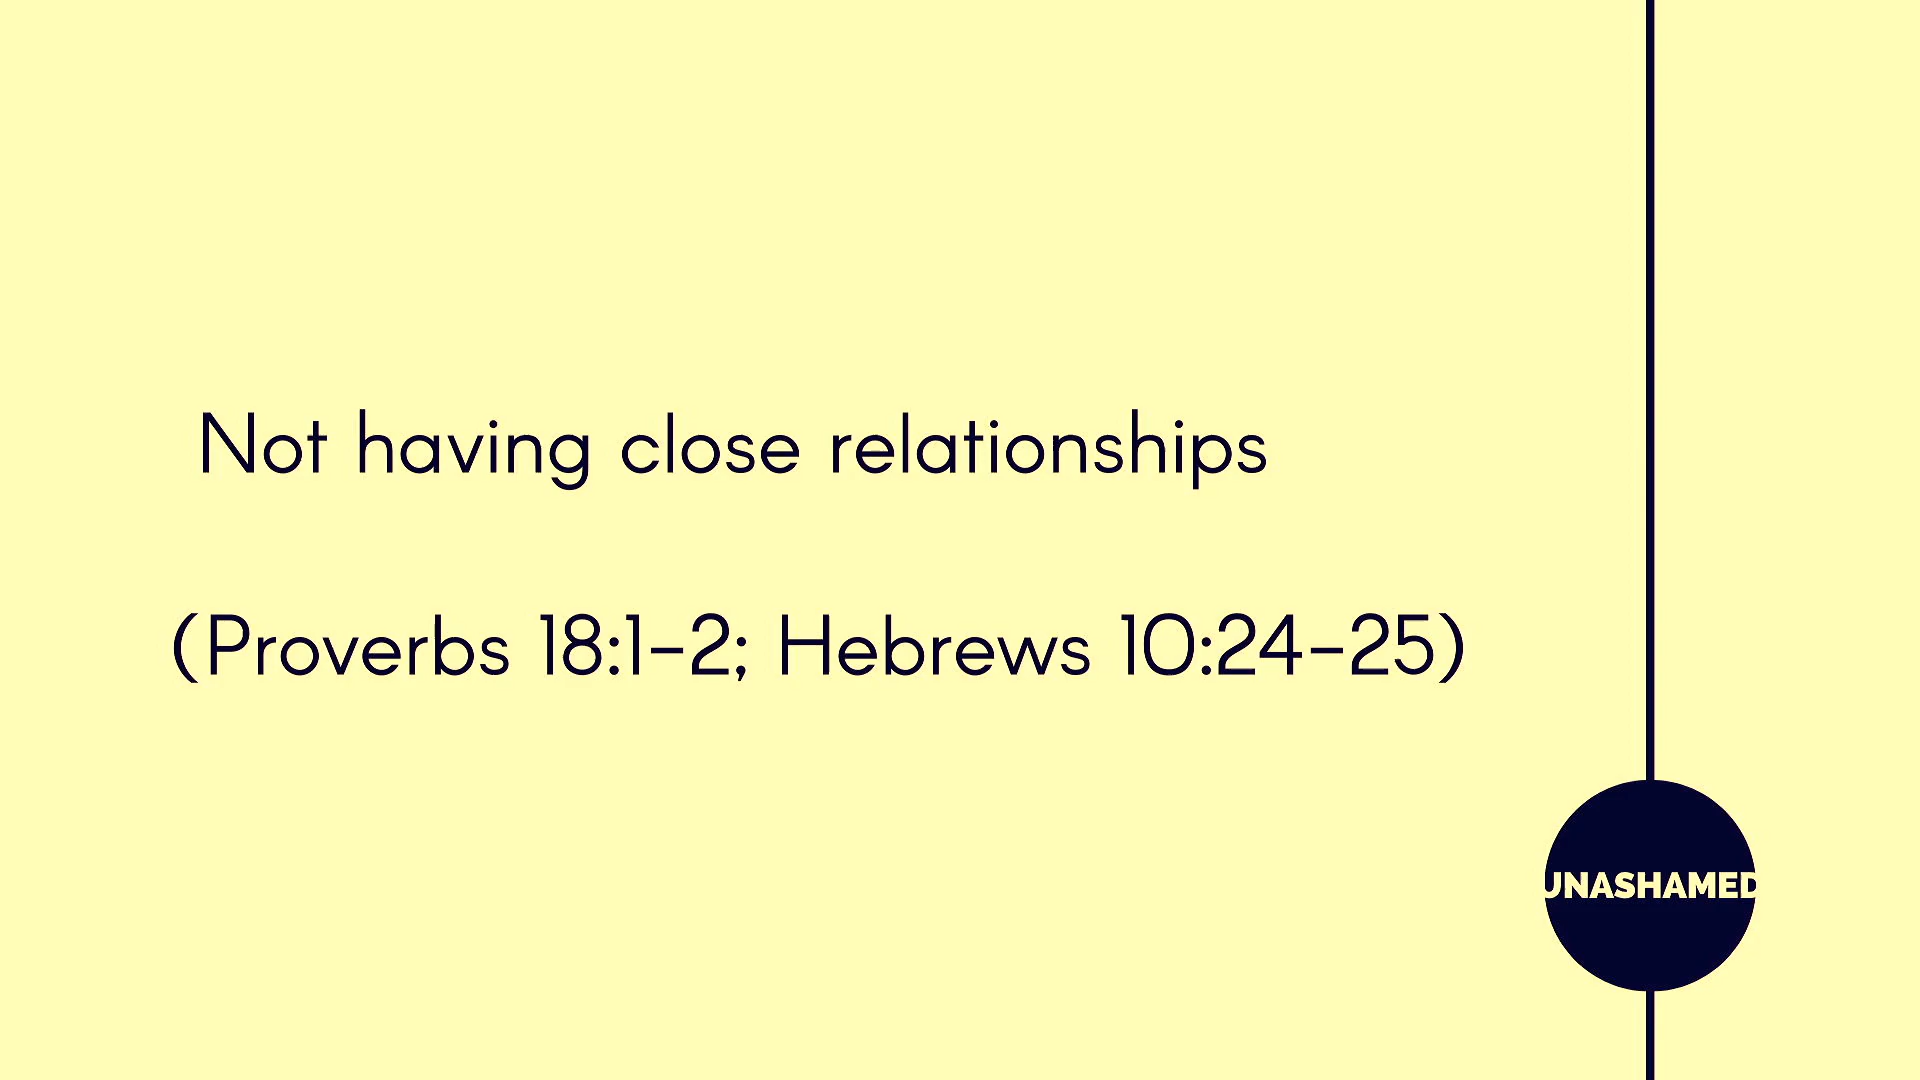 Not having close relationships
(Proverbs 18:1-2; Hebrews 10:24-25)
UNASHAMED